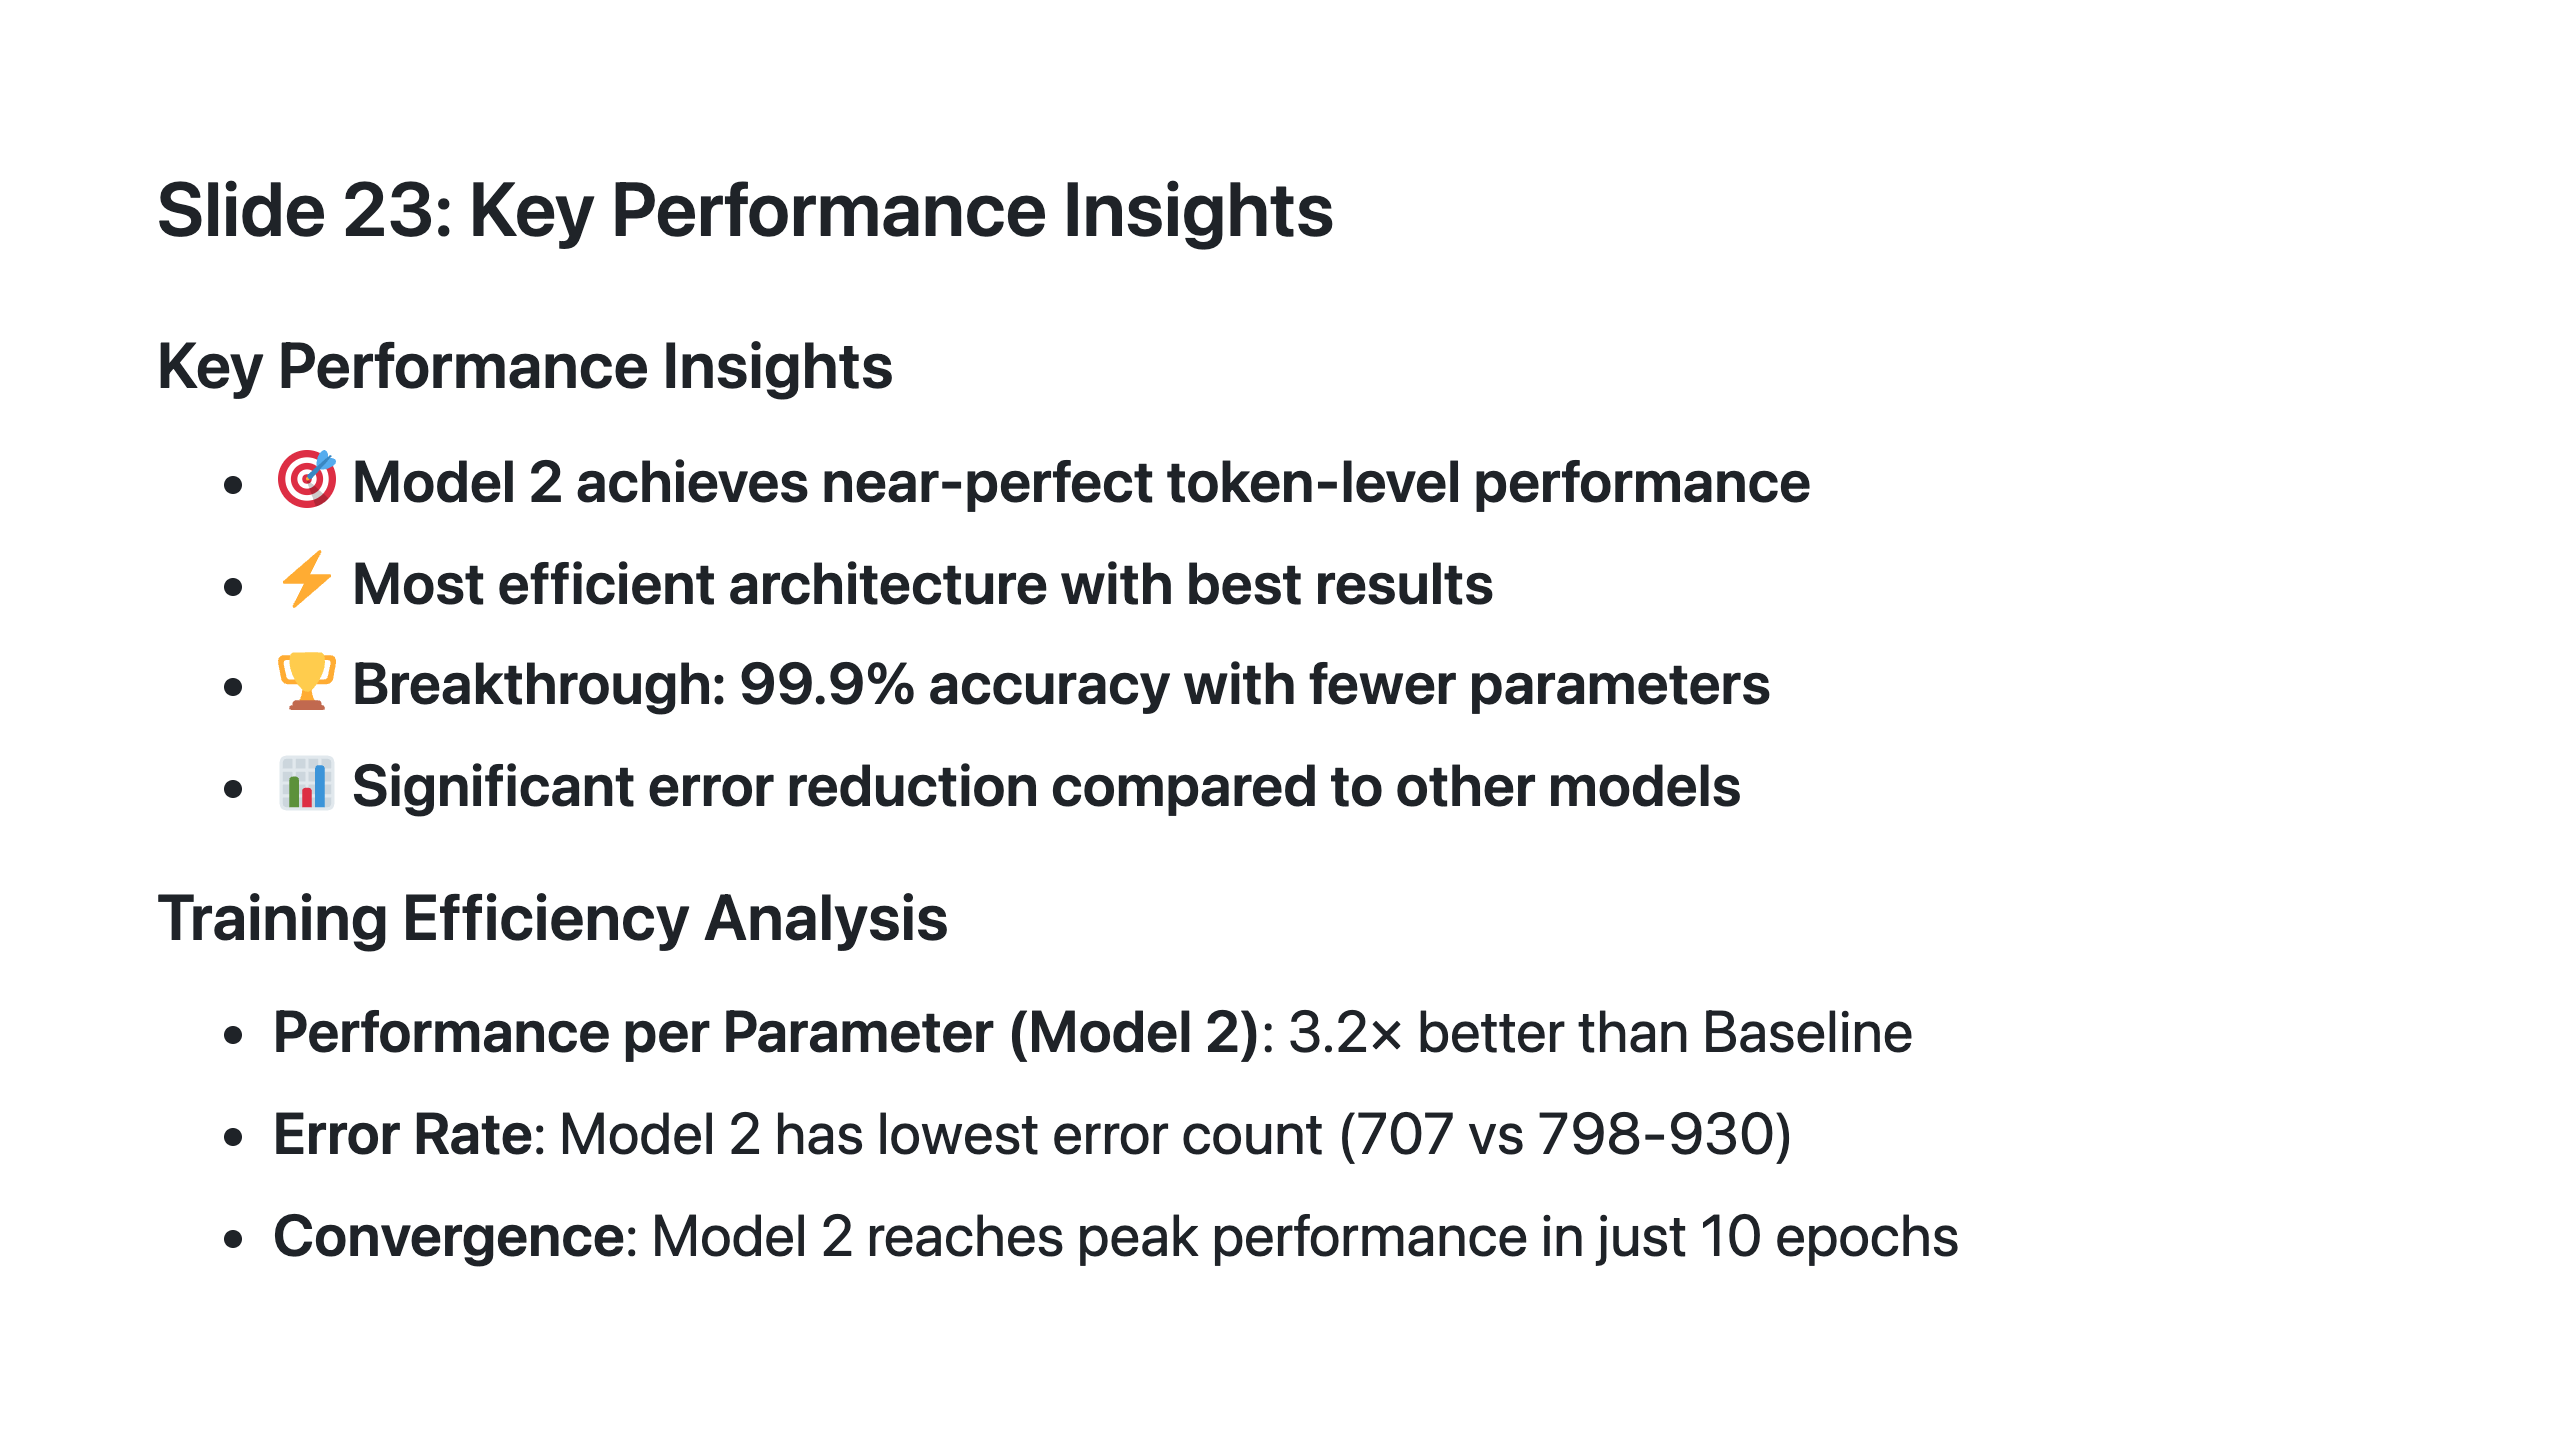 Slide 23: Key Performance Insights
Key Performance Insights
• 🎯 Model 2 achieves near-perfect token-level performance
• ⚡ Most efficient architecture with best results
• 🏆 Breakthrough: 99.9% accuracy with fewer parameters
• 📊 Significant error reduction compared to other models
Training Efficiency Analysis
• Performance per Parameter (Model 2): 3.2× better than Baseline
• Error Rate: Model 2 has lowest error count (707 vs 798-930)
• Convergence: Model 2 reaches peak performance in just 10 epochs